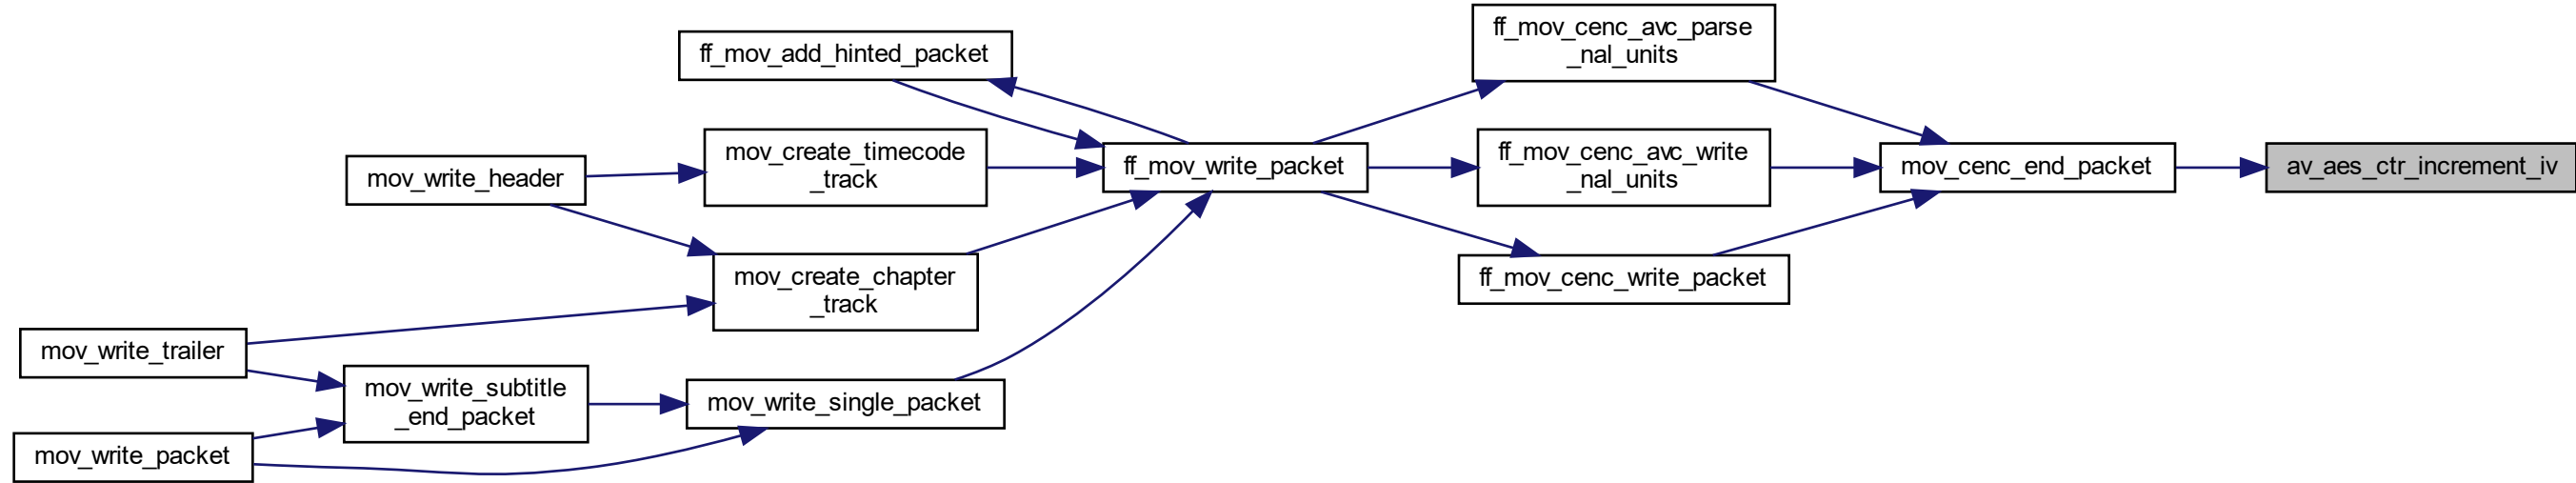 ff_mov_add_hinted_packet
ff_mov_cenc_avc_parse
_nal_units
mov_write_header
mov_create_timecode
_track
ff_mov_write_packet
ff_mov_cenc_avc_write
_nal_units
mov_cenc_end_packet
av_aes_ctr_increment_iv
mov_create_chapter
_track
ff_mov_cenc_write_packet
mov_write_trailer
mov_write_subtitle
_end_packet
mov_write_single_packet
mov_write_packet